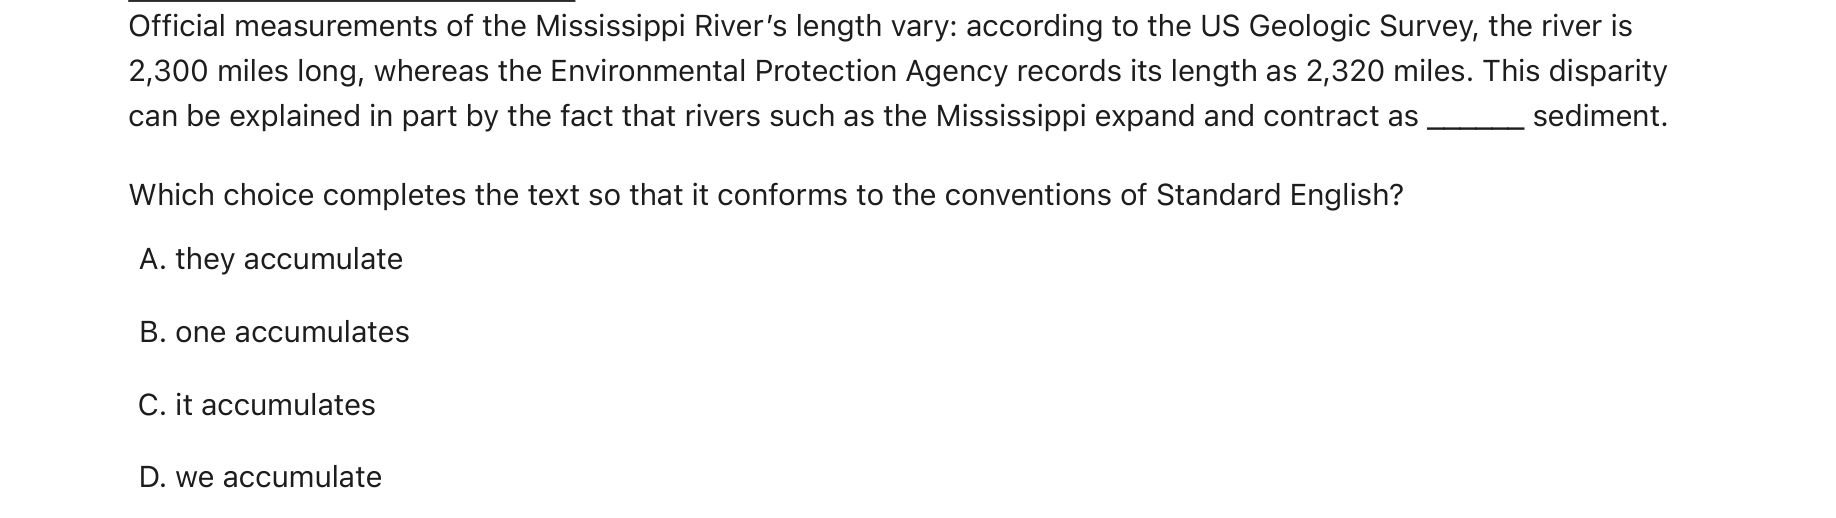 Official measurements of the Mississippi River’s length vary: according to the US Geologic Survey, the river is
2,300 miles long, whereas the Environmental Protection Agency records its length as 2,320 miles. This disparity
can be explained in part by the fact that rivers such as the Mississippi expand and contract as ______ sediment.
Which choice completes the text so that it conforms to the conventions of Standard English?
A. they accumulate
B. one accumulates
C. it accumulates
D. we accumulate